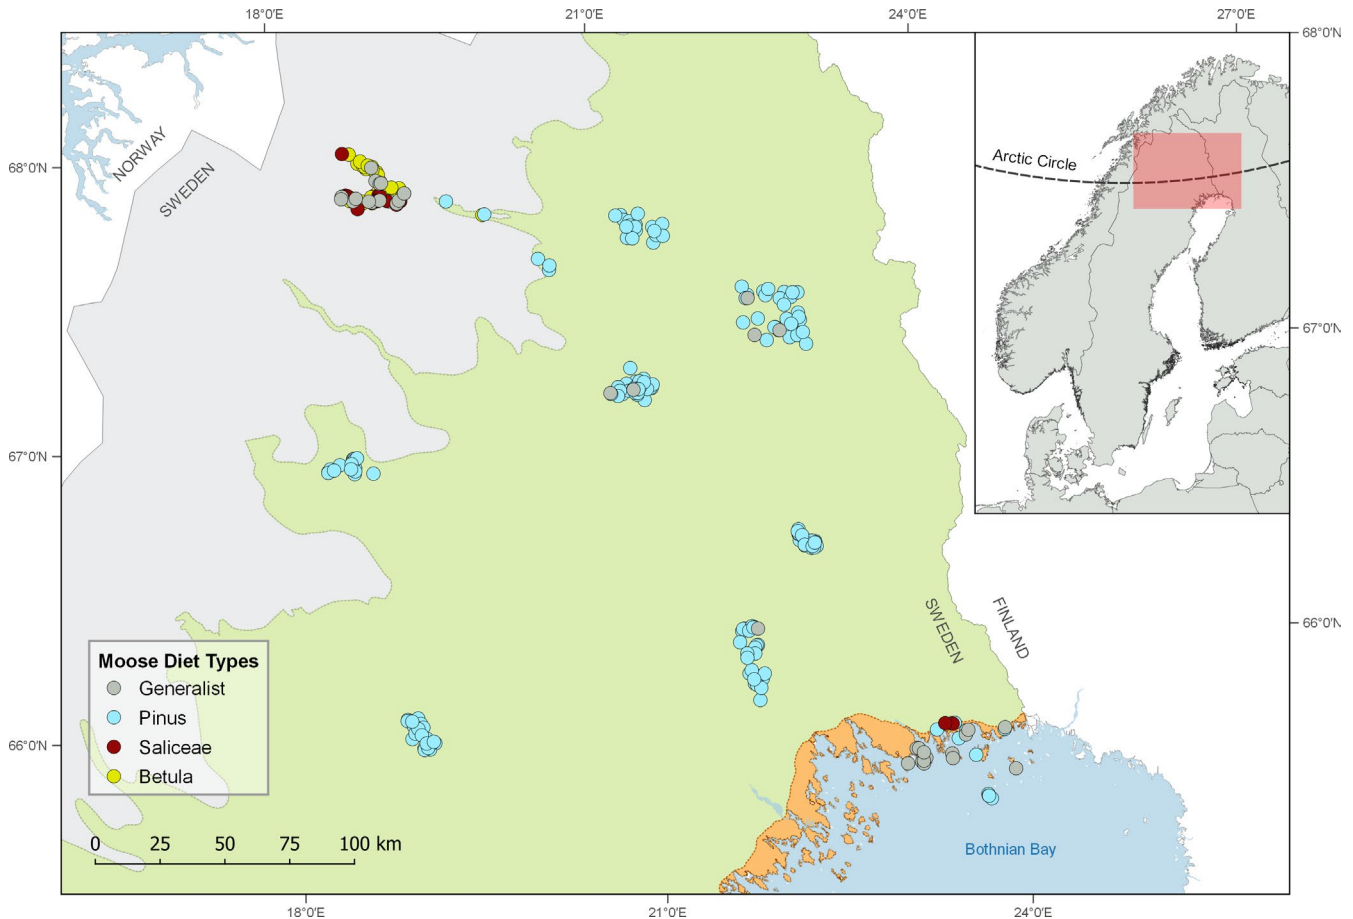 18°0'E 21°0'E 24°0'E 27°0'E
68°0'N
Arctic Circle
NORWAY
68°0'N
SWEDEN
67°0'N
67°0'N
SWEDEN
FINLAND
66°0'N
Moose Diet Types
Generalist
Pinus
Saliceae
66°0'N
Betula
0 25 50 75 100 km
Bothnian Bay
18°0'E 21°0'E 24°0'E